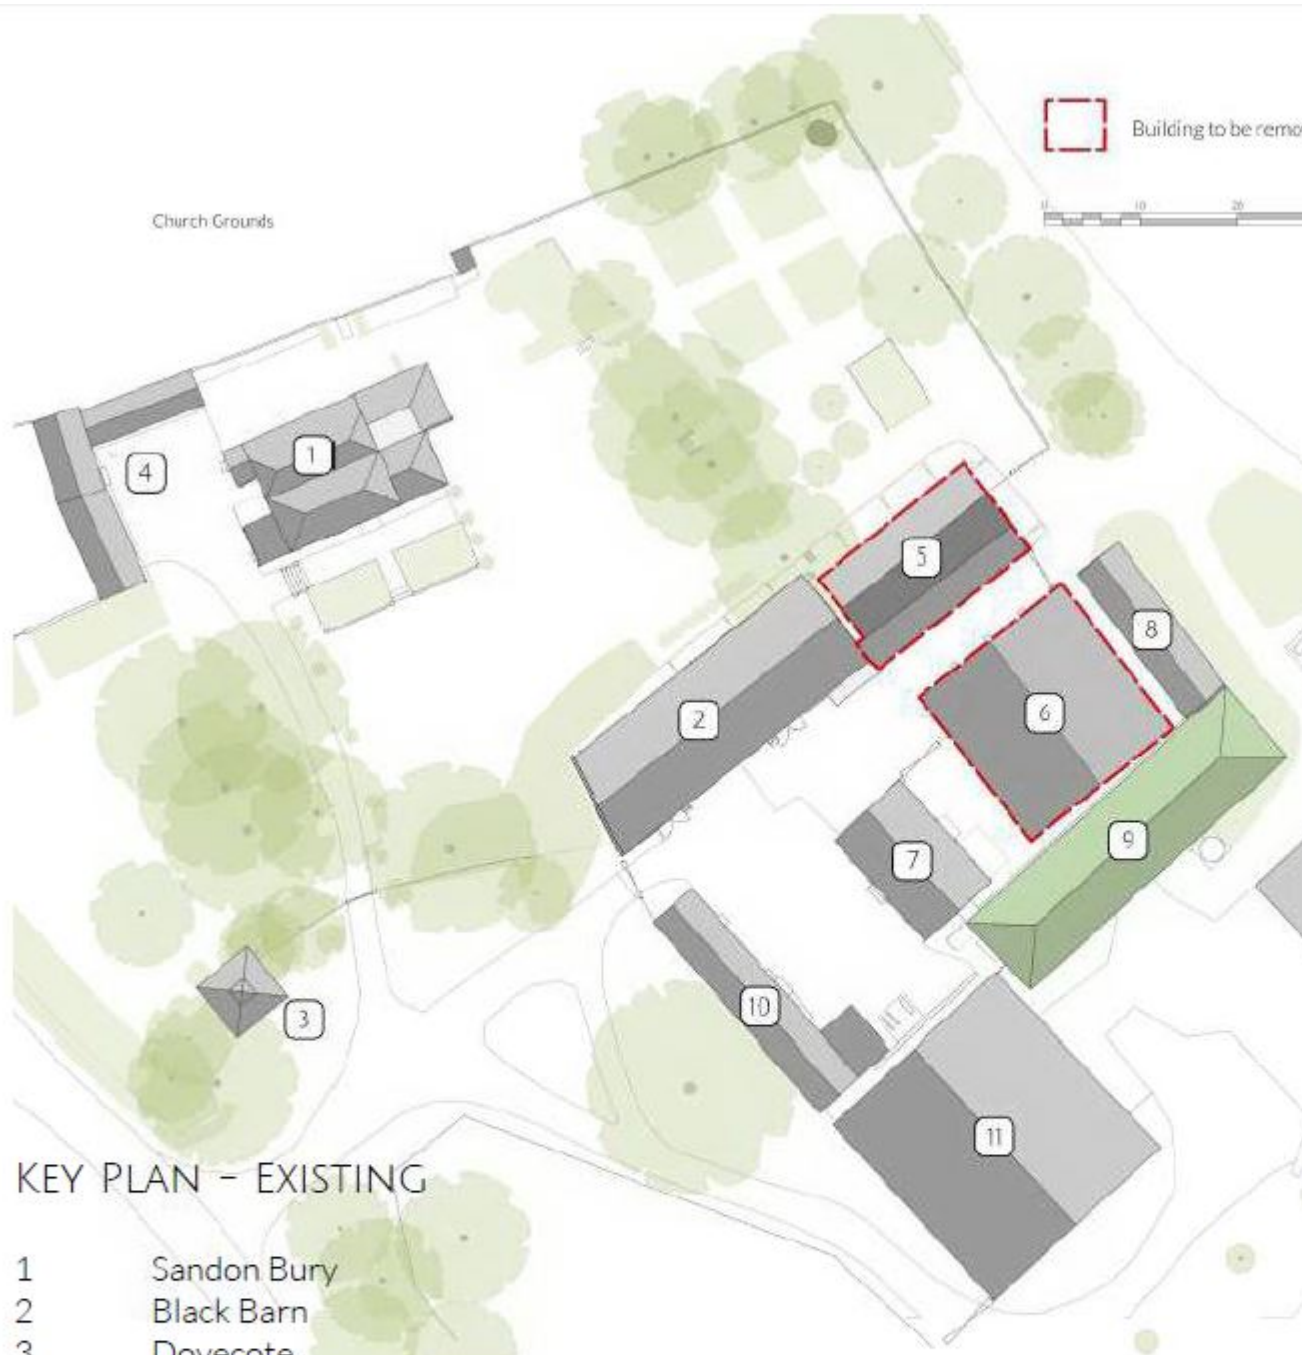 Building to be remo
0 10 20
Church Grounds
1
4
5
8
2
6
9
7
10
3
11
KEY PLAN – EXISTING
1 Sandon Bury
2 Black Barn
3 Dovecote